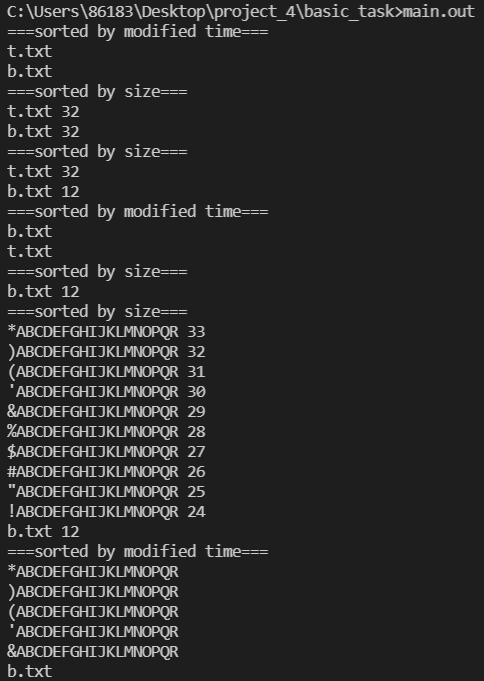 C:\Users\86183\Desktop\project_4\basic_task>main.out
===sorted by modified time===
t.txt
b.txt
===sorted by size===
t.txt 32
b.txt 32
===sorted by size===
t.txt 32
b.txt 12
===sorted by modified time===
b.txt
t.txt
===sorted by size===
b.txt 12
===sorted by size===
*ABCDEFGHIJKLMNOPQR 33
)ABCDEFGHIJKLMNOPQR 32
(ABCDEFGHIJKLMNOPQR 31
'ABCDEFGHIJKLMNOPQR 30
&ABCDEFGHIJKLMNOPQR 29
%ABCDEFGHIJKLMNOPQR 28
$ABCDEFGHIJKLMNOPQR 27
#ABCDEFGHIJKLMNOPQR 26
"ABCDEFGHIJKLMNOPQR 25
!ABCDEFGHIJKLMNOPQR 24
b.txt 12
===sorted by modified time===
*ABCDEFGHIJKLMNOPQR
)ABCDEFGHIJKLMNOPQR
(ABCDEFGHIJKLMNOPQR
'ABCDEFGHIJKLMNOPQR
&ABCDEFGHIJKLMNOPQR
b.txt